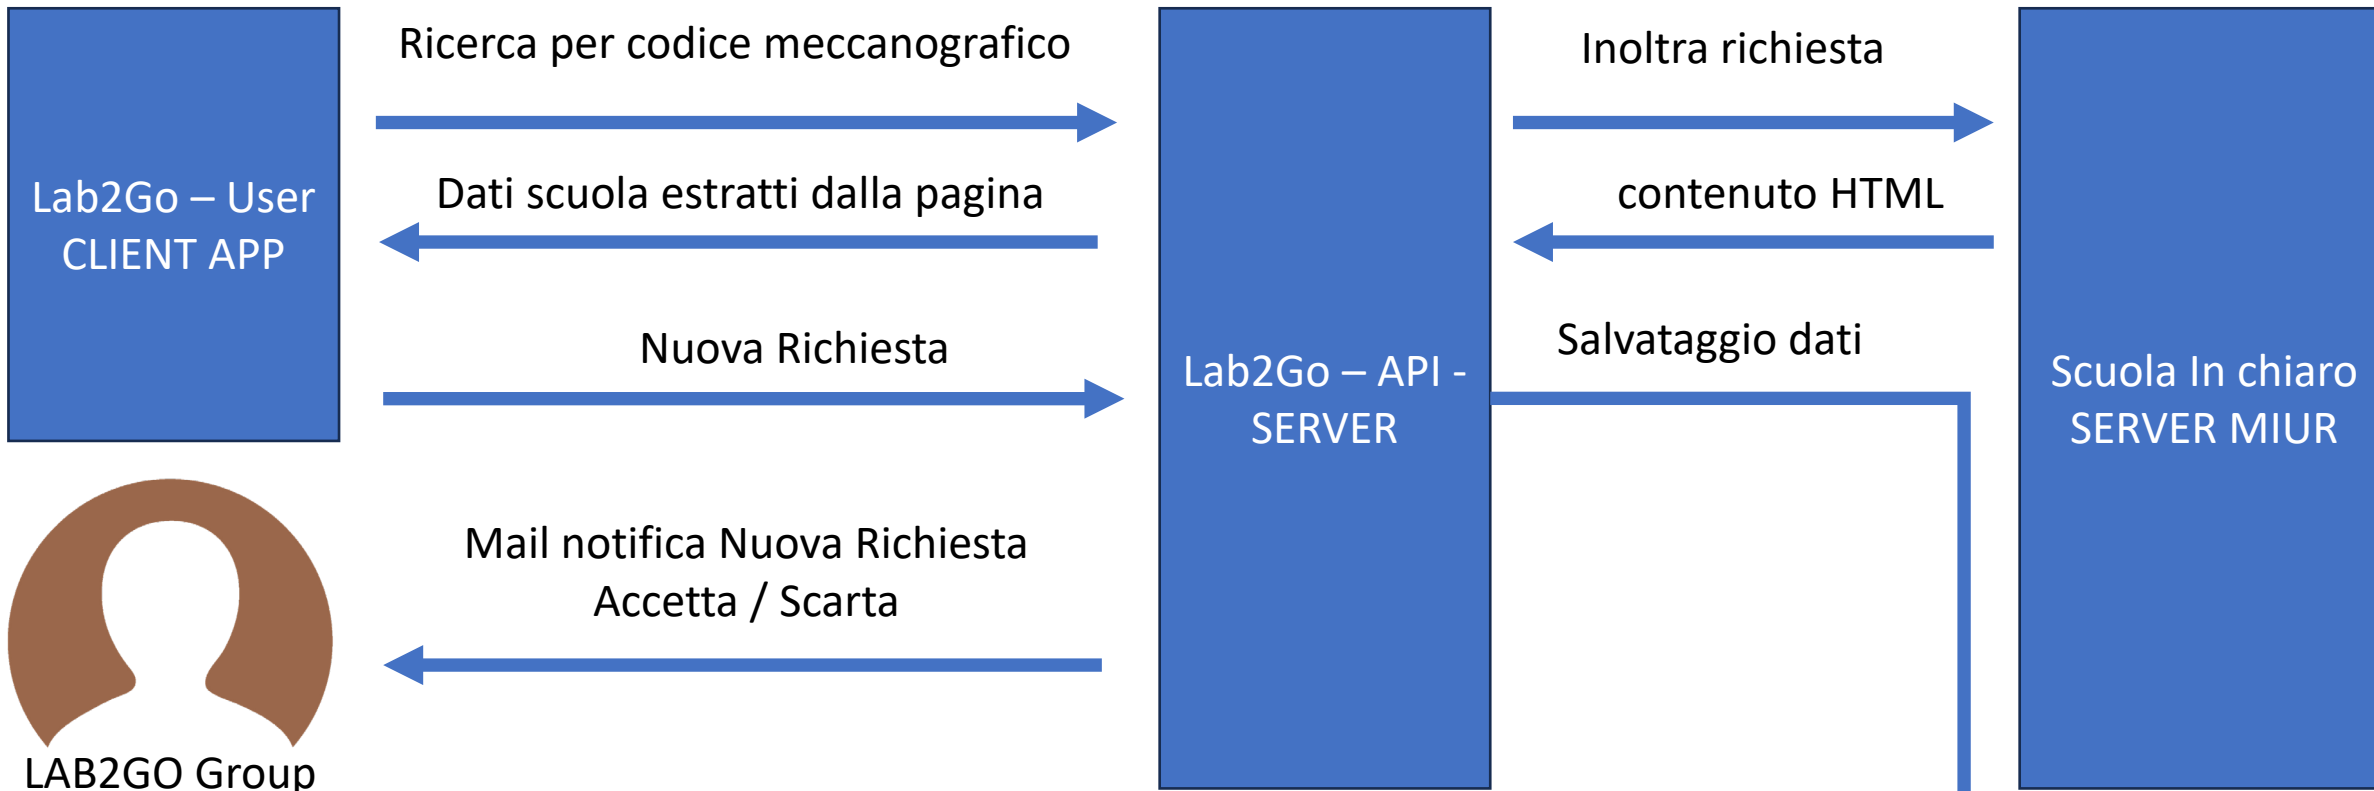 Ricerca per codice meccanografico
Inoltra richiesta
Lab2Go – User
CLIENT APP
Dati scuola estratti dalla pagina
contenuto HTML
Nuova Richiesta
Salvataggio dati
Lab2Go – API -
SERVER
Scuola In chiaro
SERVER MIUR
Mail notifica Nuova Richiesta
Accetta / Scarta
LAB2GO Group